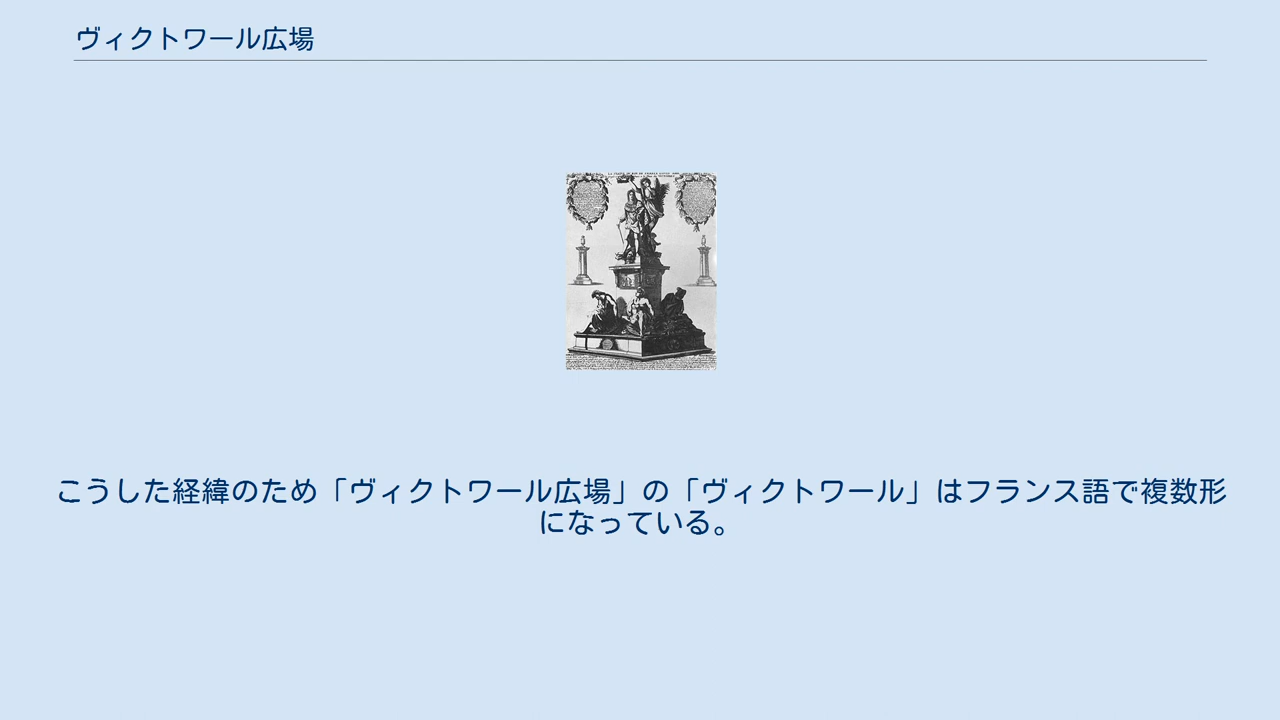 ヴィクトワール広場
こうした経緯のため「ヴィクトワール広場」の「ヴィクトワール」はフランス語で複数形
になっている。